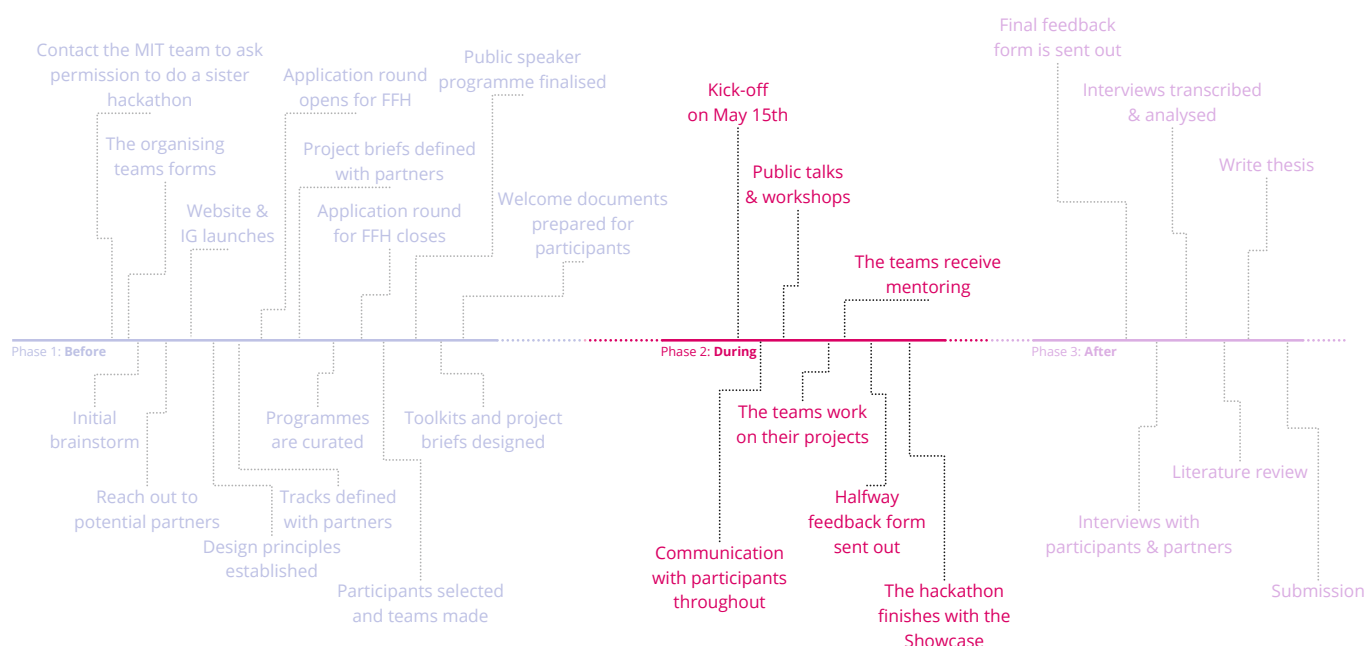 Contact the MIT team to ask
permission to do a sister
hackathon
The organising
teams forms
Website &
IG launches
Application round
opens for FFH
Project briefs defined
with partners
Application round
for FFH closes
Public speaker
programme finalised
Welcome documents
prepared for
participants
Phase 1: Before
Initial
brainstorm
Reach out to
potential partners
Design principles
established
Tracks defined
with partners
Programmes
are curated
Participants selected
and teams made
Toolkits and project
briefs designed
Kick-off
on May 15th
Public talks
& workshops
The teams receive
mentoring
Phase 2: During
Communication
with participants
throughout
The teams work
on their projects
Halfway
feedback form
sent out
The hackathon
finishes with the
Showcase
Final feedback
form is sent out
Interviews transcribed
& analysed
Write thesis
Phase 3: After
Interviews with
participants & partners
Literature review
Submission